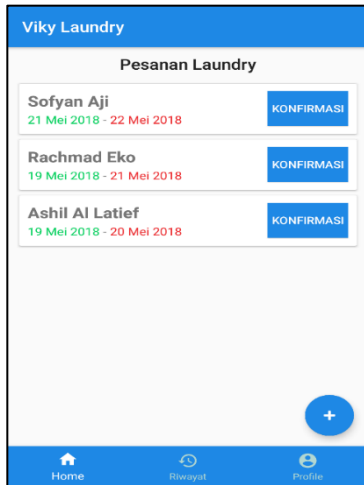 Viky Laundry
Pesanan Laundry
Sofyan Aji
21 Mei 2018 - 22 Mei 2018
KONFIRMASI
Rachmad Eko
19 Mei 2018 - 21 Mei 2018
KONFIRMASI
Ashil Al Latief
19 Mei 2018 - 20 Mei 2018
KONFIRMASI
+
Home
Riwayat
Profile